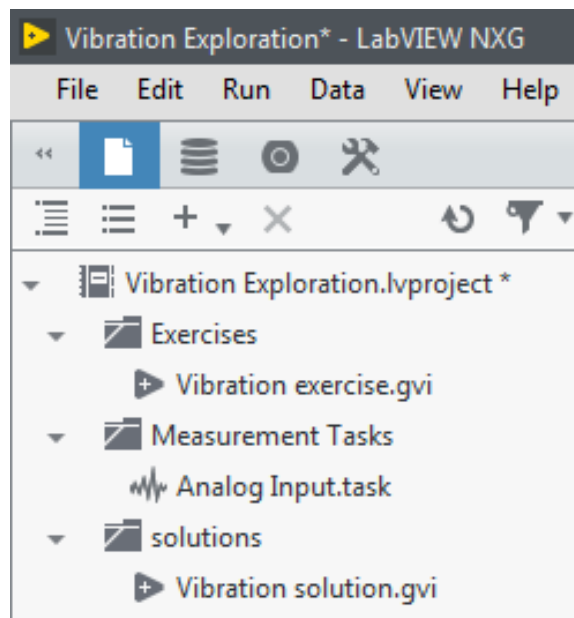 Vibration Exploration* - LabVIEW NXG
File Edit Run Data View Help
Vibration Exploration.lvproject *
Exercises
Vibration exercise.gvi
Measurement Tasks
Analog Input.task
solutions
Vibration solution.gvi